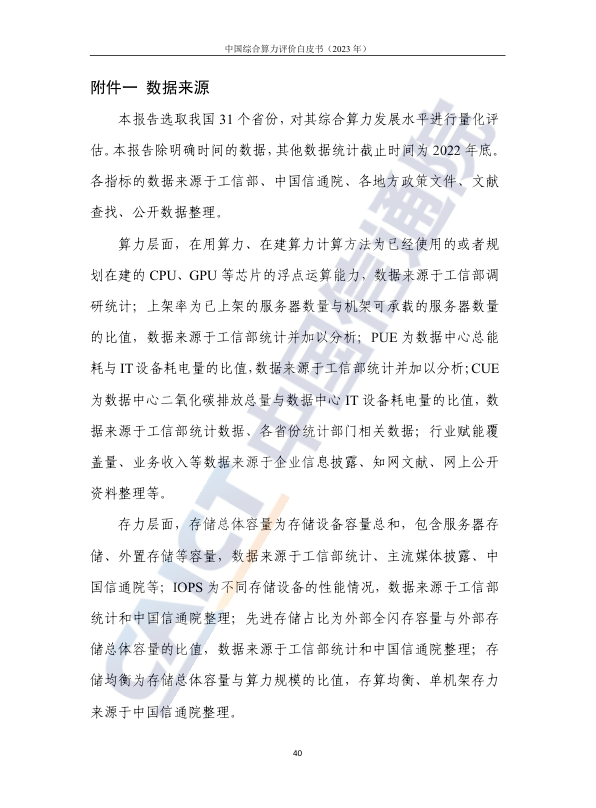 中国综合算力评价白皮书（2023 年）
附件一 数据来源
本报告选取我国 31 个省份，对其综合算力发展水平进行量化评
估。本报告除明确时间的数据，其他数据统计截止时间为 2022 年底。
各指标的数据来源于工信部、中国信通院、各地方政策文件、文献
查找、公开数据整理。
算力层面，在用算力、在建算力计算方法为已经使用的或者规
划在建的 CPU、GPU 等芯片的浮点运算能力，数据来源于工信部调
研统计；上架率为已上架的服务器数量与机架可承载的服务器数量
的比值，数据来源于工信部统计并加以分析；PUE 为数据中心总能
耗与 IT 设备耗电量的比值，数据来源于工信部统计并加以分析；CUE
为数据中心二氧化碳排放总量与数据中心 IT 设备耗电量的比值，数
据来源于工信部统计数据、各省份统计部门相关数据；行业赋能覆
盖量、业务收入等数据来源于企业信息披露、知网文献、网上公开
资料整理等。
存力层面，存储总体容量为存储设备容量总和，包含服务器存
储、外置存储等容量，数据来源于工信部统计、主流媒体披露、中
国信通院等；IOPS 为不同存储设备的性能情况，数据来源于工信部
统计和中国信通院整理；先进存储占比为外部全闪存容量与外部存
储总体容量的比值，数据来源于工信部统计和中国信通院整理；存
储均衡为存储总体容量与算力规模的比值，存算均衡、单机架存力
来源于中国信通院整理。
CAICT 中国信通院
40